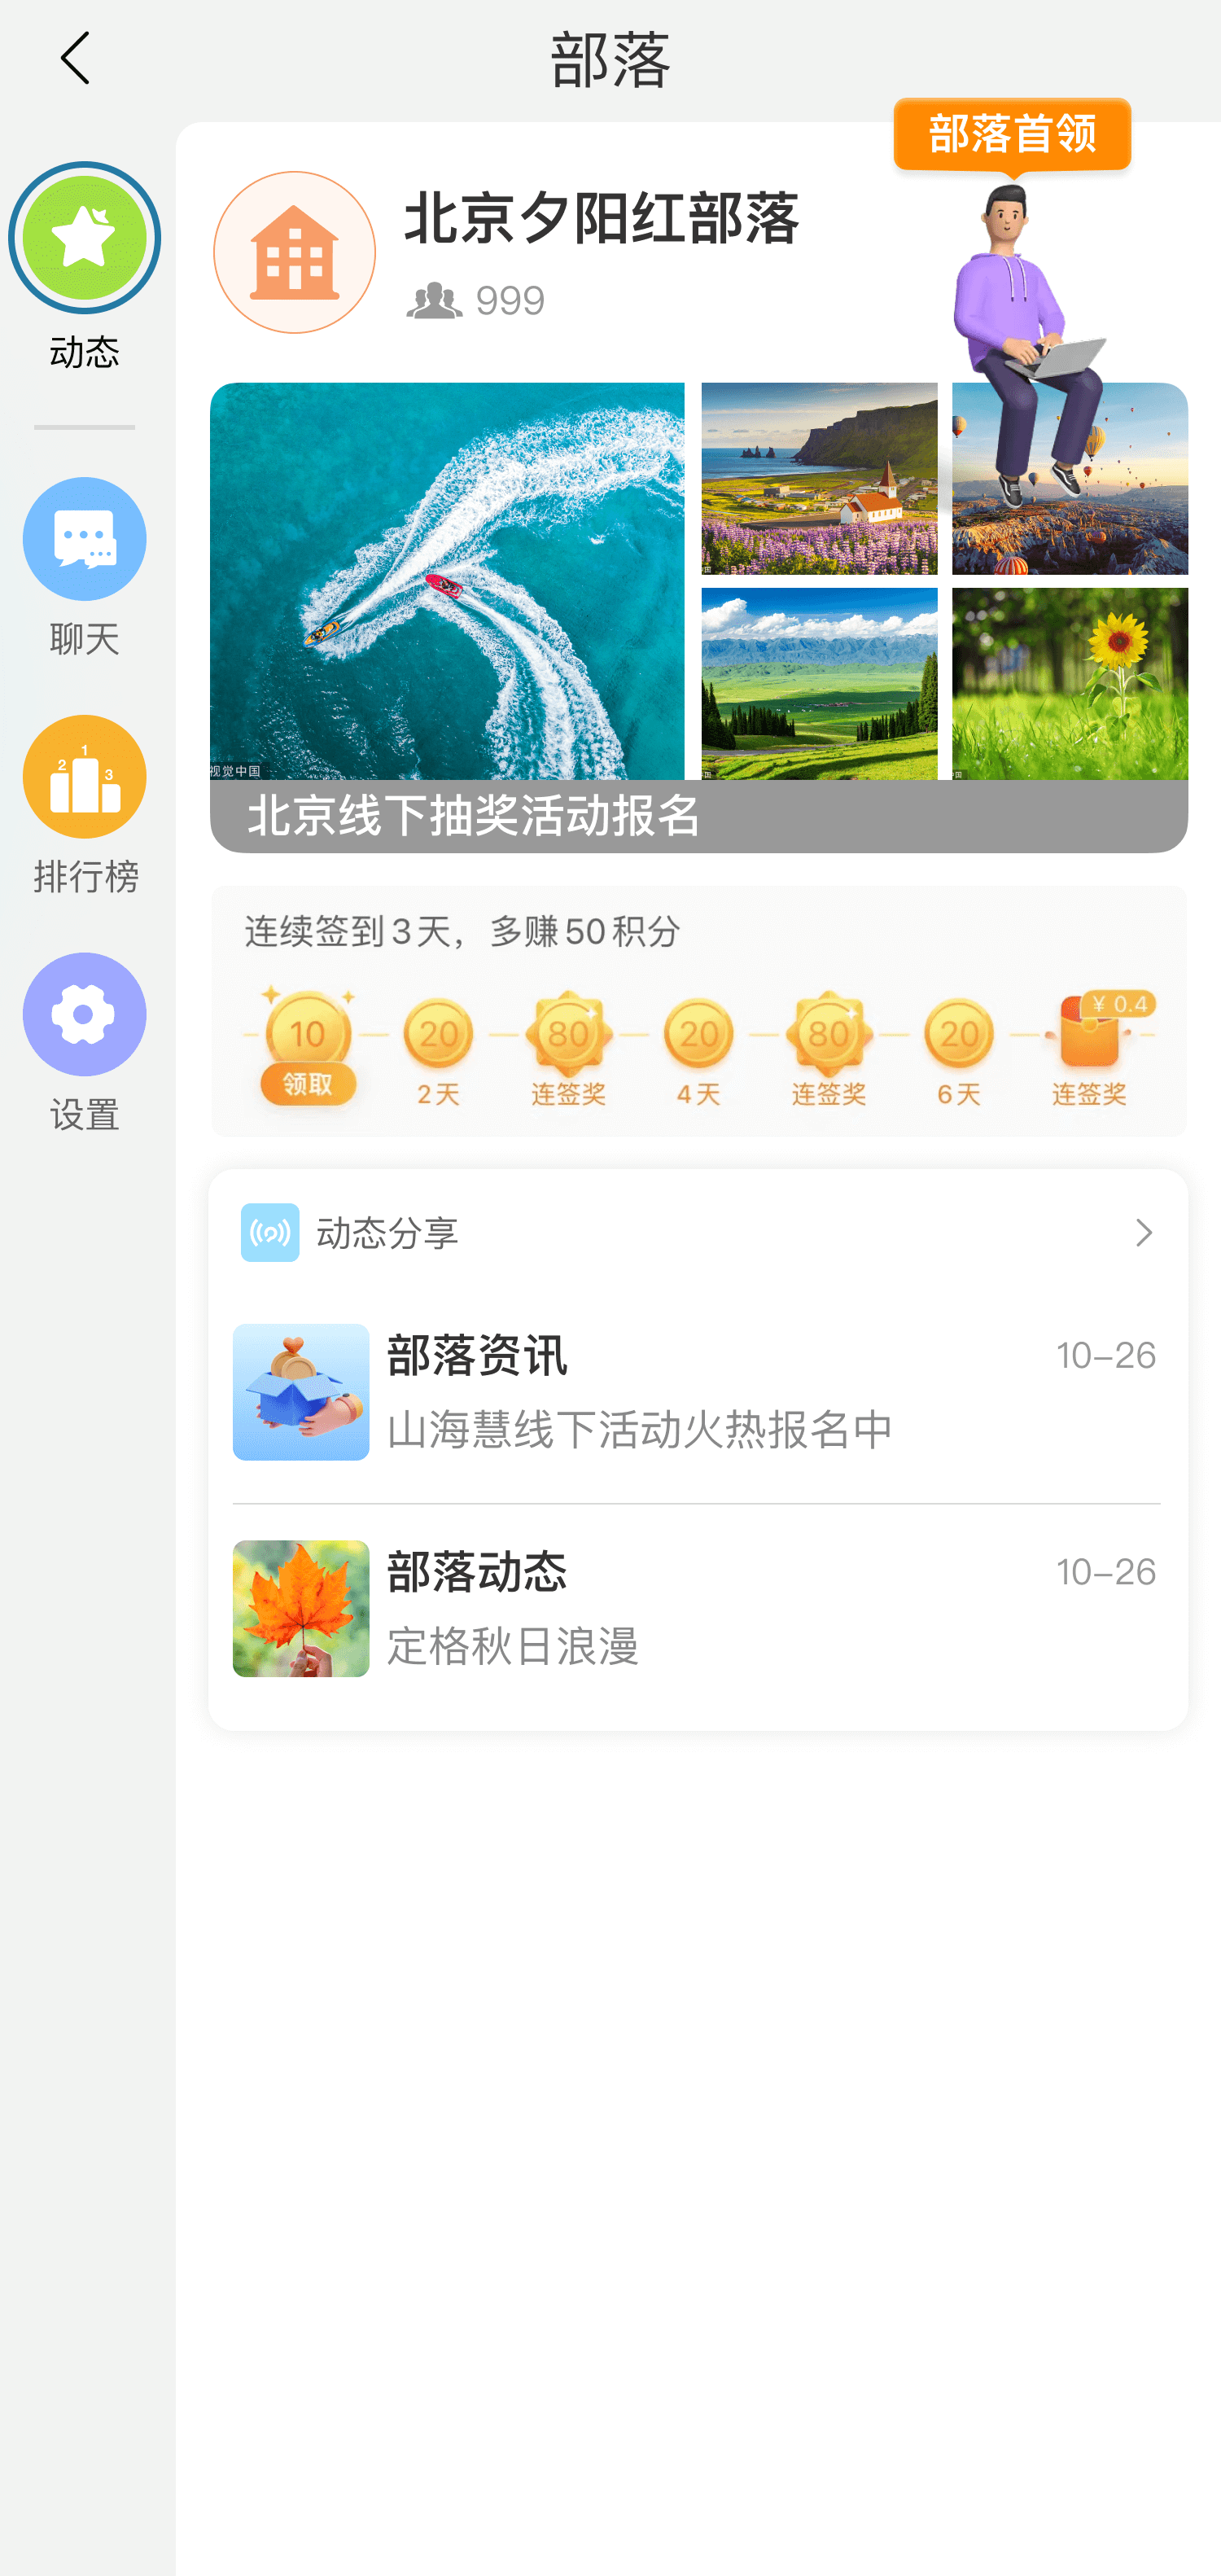 部落
部落首领
北京夕阳红部落
999
动态
聊天
1
2
3
排行榜
设置
视觉中国
北京线下抽奖活动报名
连续签到3天，多赚50积分
10
20
80
20
80
20
¥ 0.4
领取
2天
连签奖
4天
连签奖
6天
连签奖
动态分享
部落资讯
10-26
山海慧线下活动火热报名中
部落动态
10-26
定格秋日浪漫